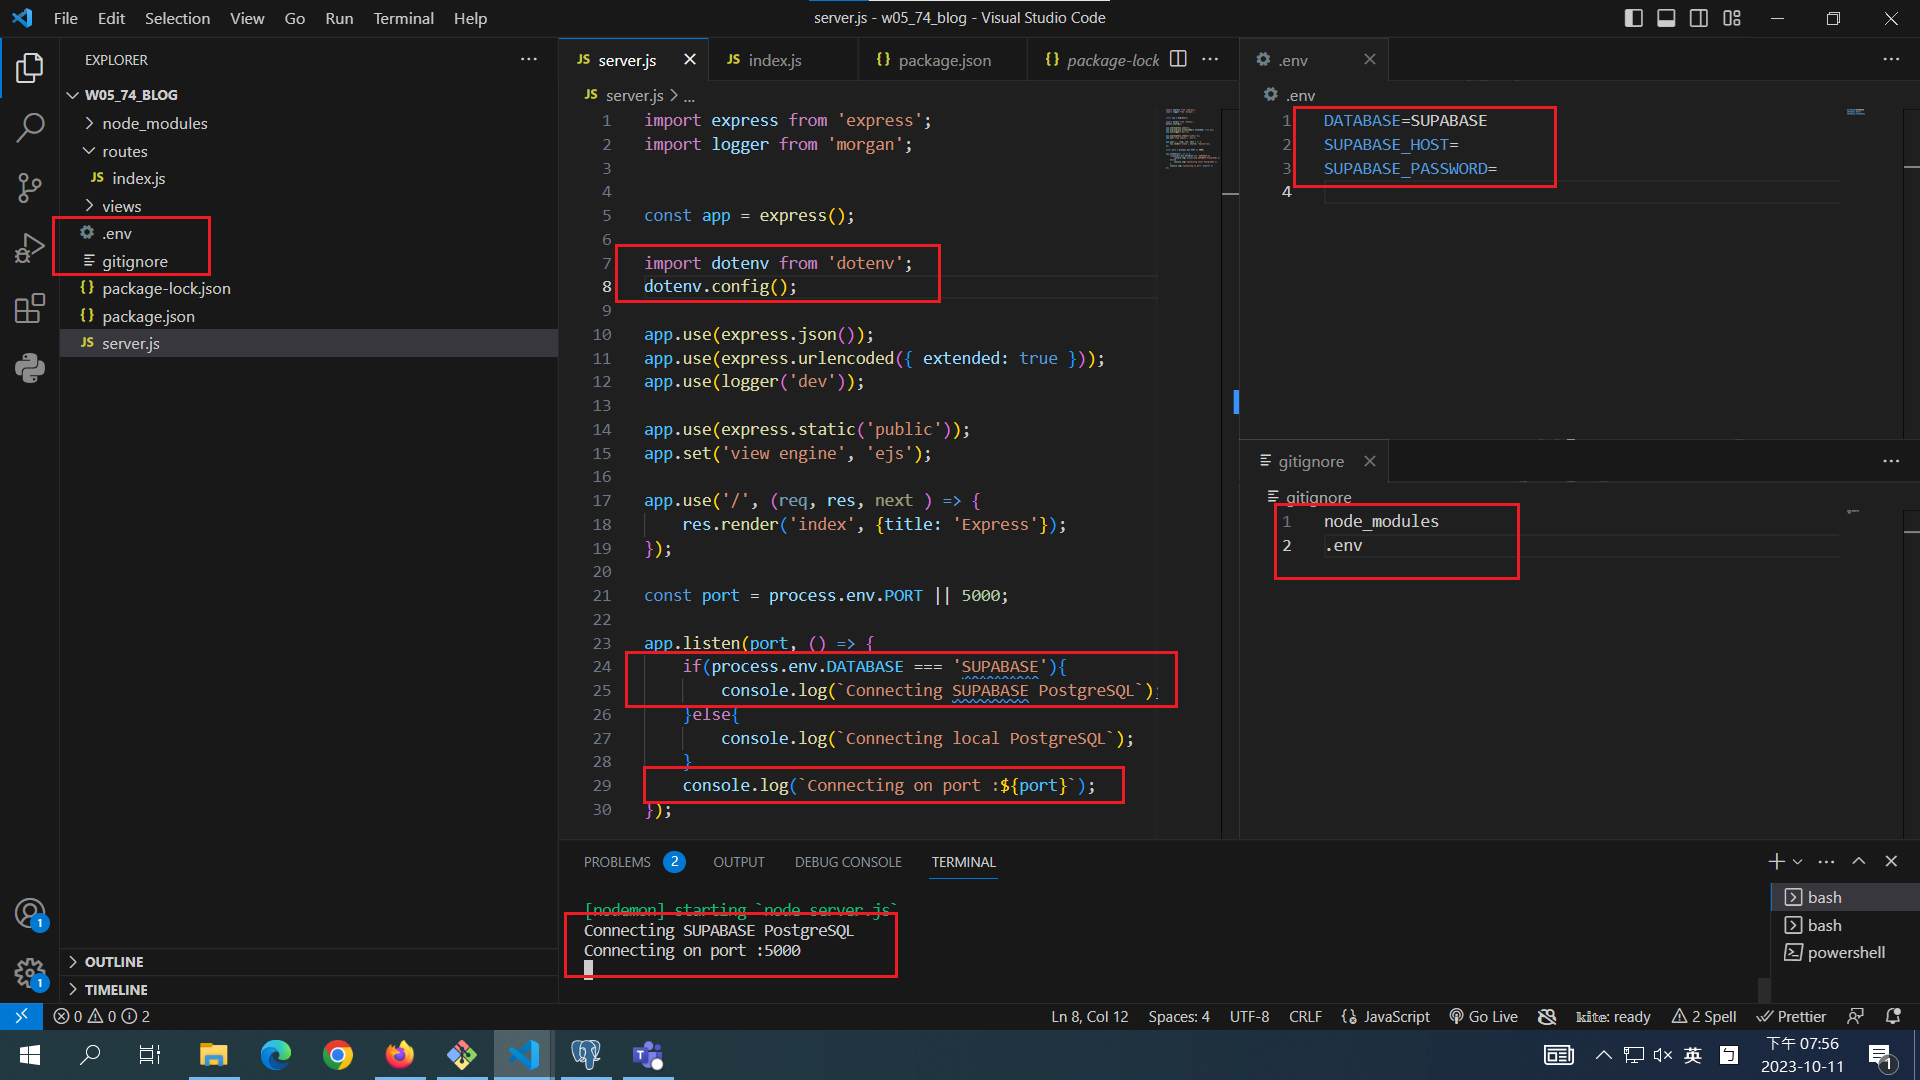 File Edit Selection View Go Run Terminal Help
server.js - w05_74_blog - Visual Studio Code
EXPLORER
W05_74_BLOG
node_modules
routes
JS index.js
views
.env
gitignore
{} package-lock.json
{} package.json
JS server.js
OUTLINE
TIMELINE
JS server.js
JS index.js
{} package.json
{} package-lock
JS server.js > ...
1 import express from 'express';
2 import logger from 'morgan';
3
4
5 const app = express();
6
7 import dotenv from 'dotenv';
8 dotenv.config();
9
10 app.use(express.json());
11 app.use(express.urlencoded({ extended: true }));
12 app.use(logger('dev'));
13
14 app.use(express.static('public'));
15 app.set('view engine', 'ejs');
16
17 app.use('/', (req, res, next ) => {
18 res.render('index', {title: 'Express'});
19 });
20
21 const port = process.env.PORT || 5000;
22
23 app.listen(port, () => {
24 if(process.env.DATABASE === 'SUPABASE'){
25 console.log(`Connecting SUPABASE PostgreSQL`);
26 }else{
27 console.log(`Connecting local PostgreSQL`);
28 }
29 console.log(`Connecting on port :${port}`);
30 });
.env
.env
1 DATABASE=SUPABASE
2 SUPABASE_HOST=
3 SUPABASE_PASSWORD=
4
gitignore
gitignore
1 node_modules
2 .env
PROBLEMS 2 OUTPUT DEBUG CONSOLE TERMINAL
[nodemon] starting `node server.js`
Connecting SUPABASE PostgreSQL
Connecting on port :5000
bash
bash
powershell
1
1
0 0 2
Ln 8, Col 12 Spaces: 4 UTF-8 CRLF JavaScript Go Live kite: ready 2 Spell Prettier
英
ㄅ
下午 07:56
2023-10-11
1